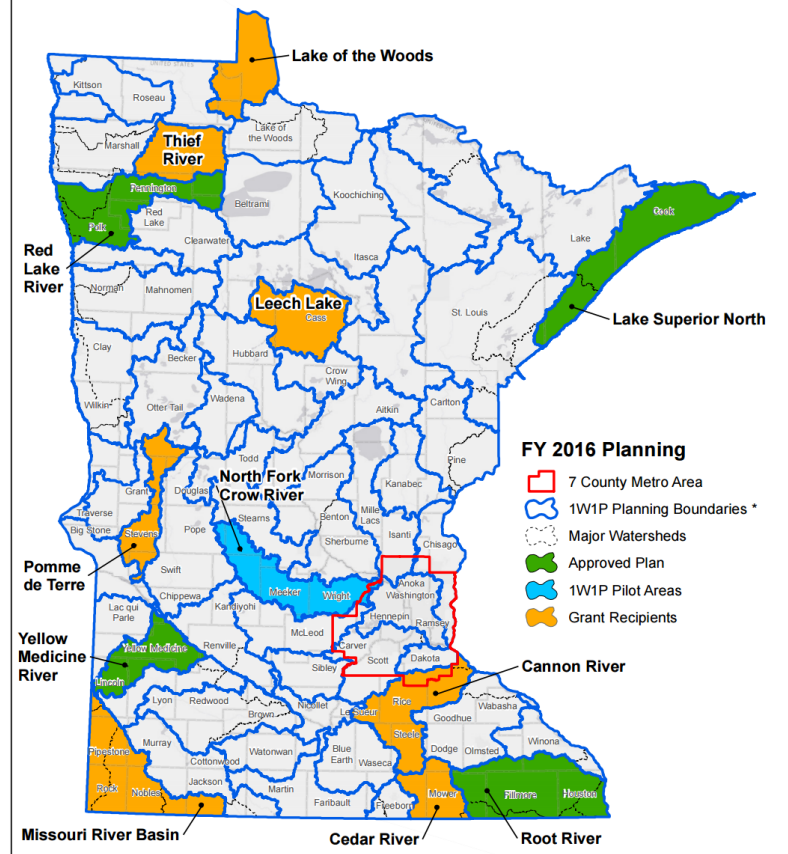 Lake of the Woods
UNITED STATES
Kittson
Roseau
Lake of
the Woods
Marshall
Thief
River
Pennington
Beltrami
Koochiching
Cook
Red
Lake
Polk
Clearwater
Lake
Red
Lake
River
Itasca
Norman
Mahnomen
Leech Lake
Cass
St. Louis
Lake Superior North
Clay
Becker
Hubbard
Crow
Wing
Wilkin
Otter Tail
Wadena
Aitkin
Carlton
FY 2016 Planning
Todd
Pine
7 County Metro Area
North Fork
Crow River
Morrison
Kanabec
Grant
Douglas
1W1P Planning Boundaries *
Traverse
Stearns
Benton
Mille
Lacs
Big Stone
Stevens
Pope
Sherburne
Isanti
Chisago
Major Watersheds
Approved Plan
Pomme
de Terre
Swift
Chippewa
Meeker
Wright
Anoka
Washington
1W1P Pilot Areas
Lac qui
Parle
Kandiyohi
Hennepin
Ramsey
Grant Recipients
Yellow
Medicine
River
Yellow Medicine
Renville
McLeod
Carver
Scott
Dakota
Lincoln
Sibley
Cannon River
Lyon
Redwood
Nicollet
Le Sueur
Rice
Goodhue
Wabasha
Brown
Pipestone
Murray
Cottonwood
Watonwan
Blue
Earth
Waseca
Steele
Dodge
Olmsted
Winona
Rock
Nobles
Jackson
Martin
Faribault
Freeborn
Mower
Fillmore
Houston
Missouri River Basin
Cedar River
Root River